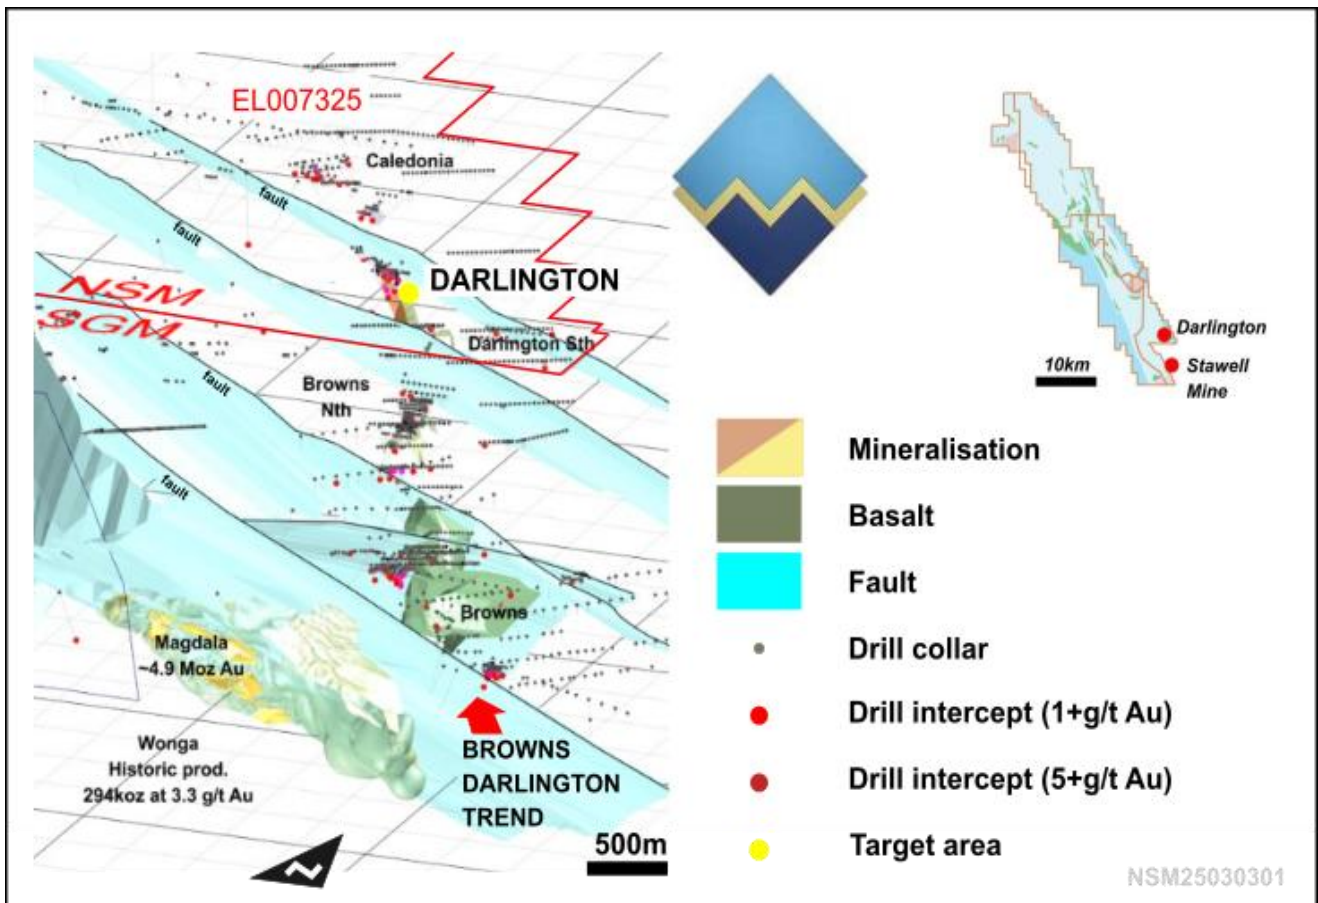 EL007325
Caledonia
fault
fault
NSM
SGM
DARLINGTON
Darlington Sth
fault
Browns
Nth
fault
Browns
Magdala
~4.9 Moz Au
Wonga
Historic prod.
294koz at 3.3 g/t Au
BROWNS
DARLINGTON
TREND
500m
N
Darlington
10km
Stawell
Mine
Mineralisation
Basalt
Fault
Drill collar
Drill intercept (1+g/t Au)
Drill intercept (5+g/t Au)
Target area
NSM25030301